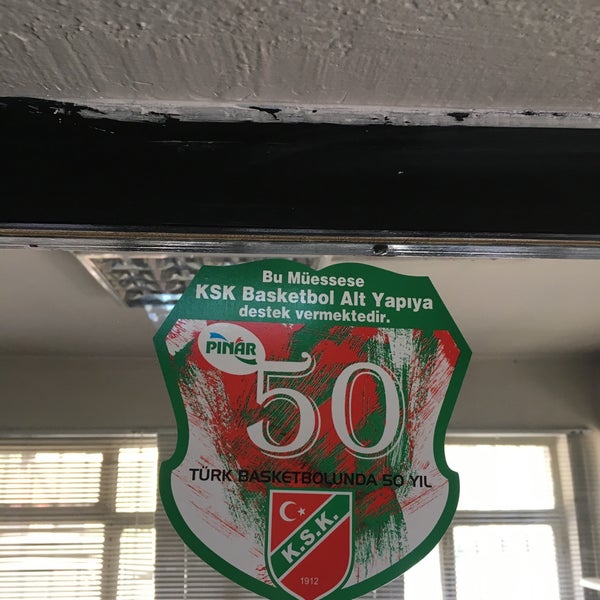 Bu Müessese
KSK Basketbol Alt Yapıya
destek vermektedir.
PINAR
50
TÜRK BASKETBOLUNDA 50 YIL
K.S.K.
1912